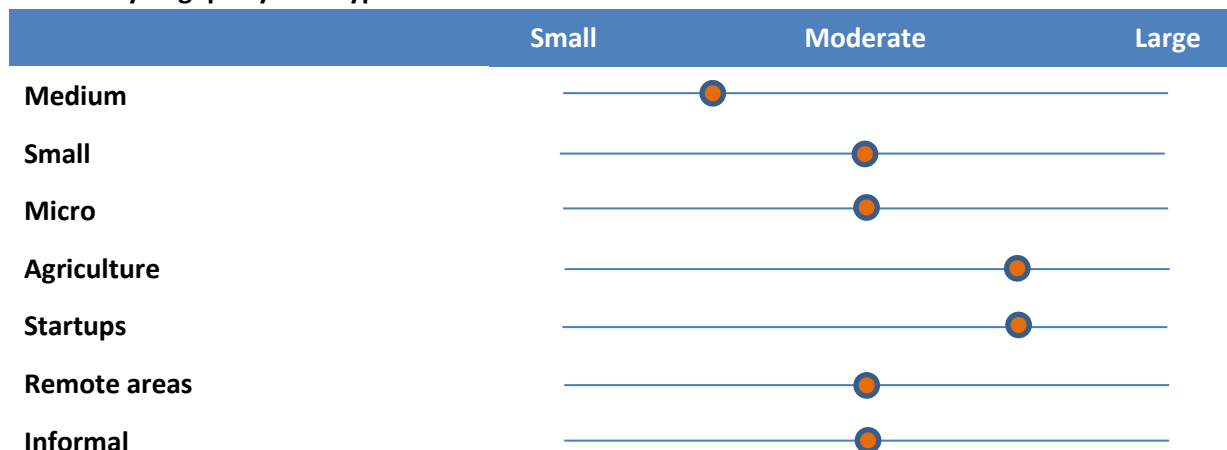 Small Moderate Large
Medium
Small
Micro
Agriculture
Startups
Remote areas
Informal